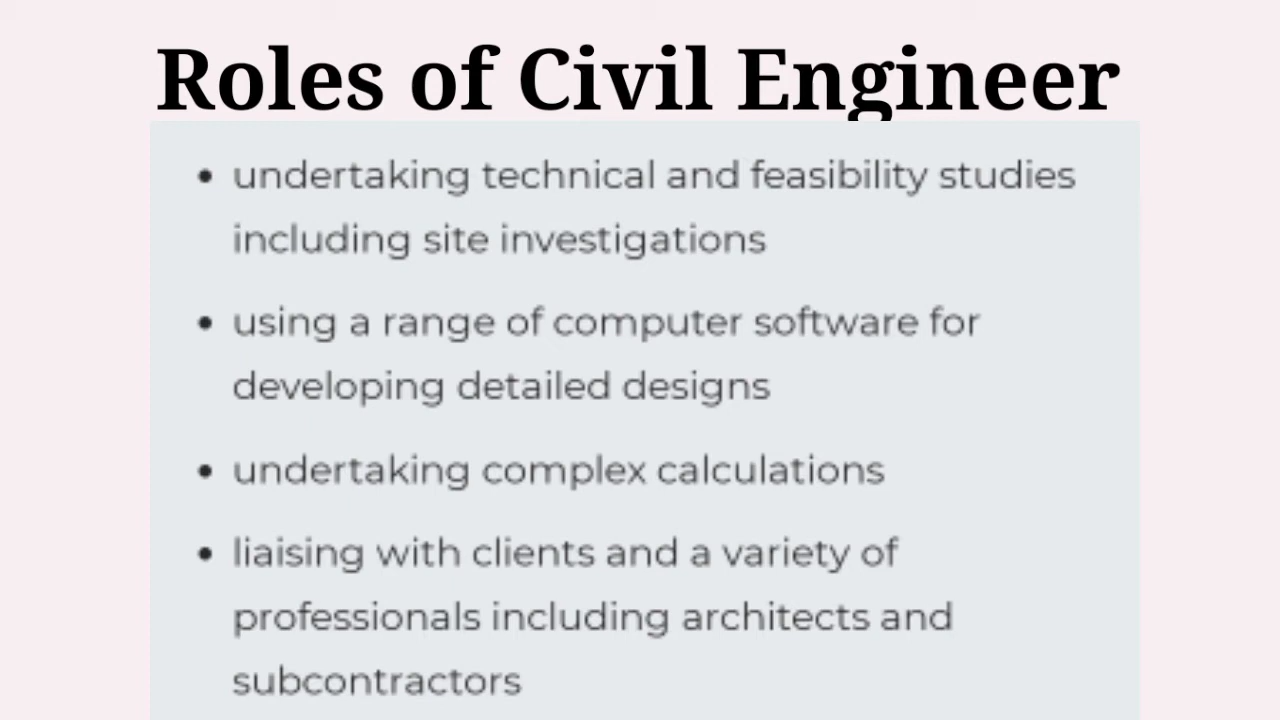 Roles of Civil Engineer
• undertaking technical and feasibility studies
including site investigations
• using a range of computer software for
developing detailed designs
• undertaking complex calculations
• liaising with clients and a variety of
professionals including architects and
subcontractors